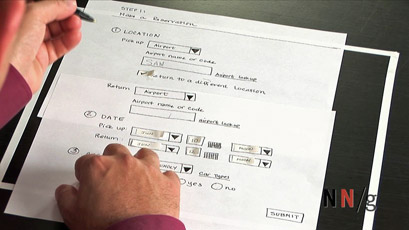 STEP 1:
Make a Reservation
① LOCATION
Pick up Airport
Airport name or code
SAN airport lookup
Return to a different location
Return Airport
Airport name or code
airport lookup
② DATE
Pick up:
Return:
③
Car Types
yes no
SUBMIT
NN/g